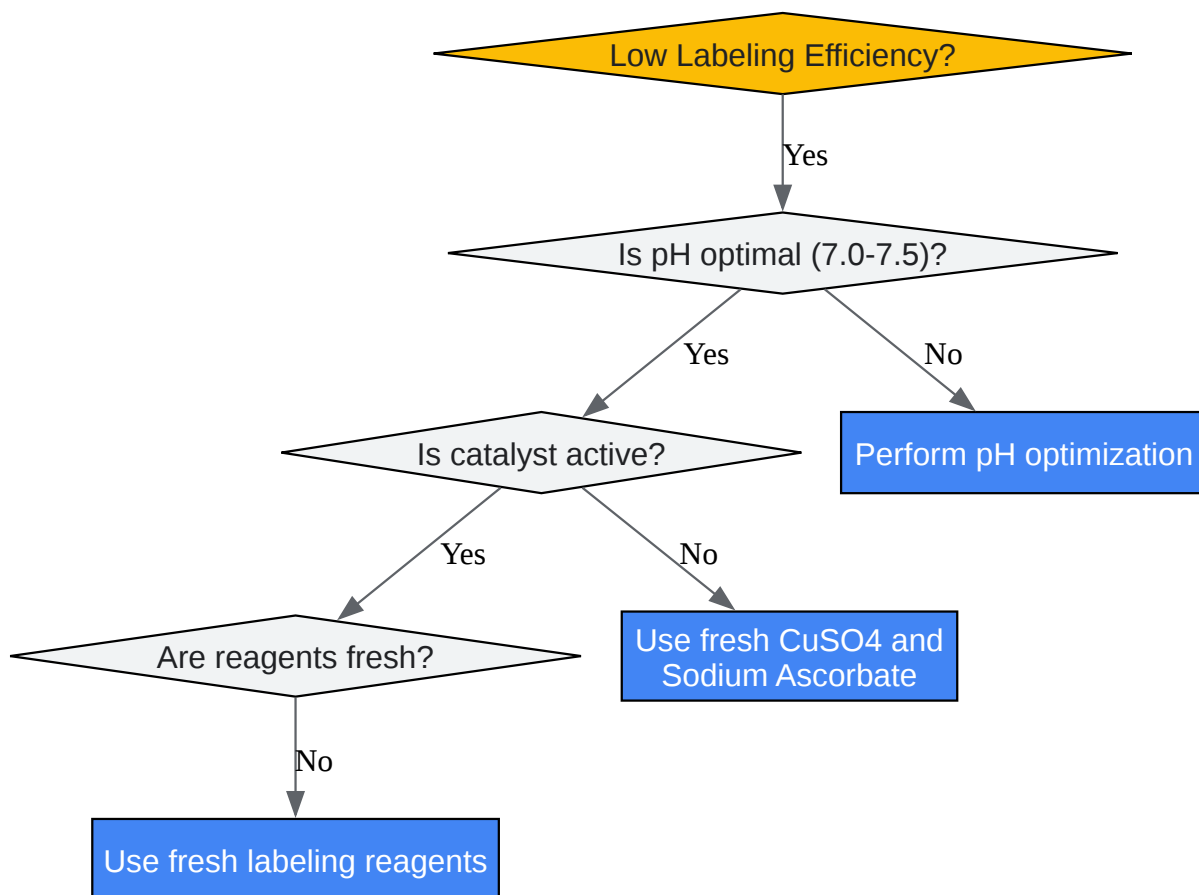 Low Labeling Efficiency?
Yes
Is pH optimal (7.0-7.5)?
Yes
No
Is catalyst active?
Perform pH optimization
Yes
No
Are reagents fresh?
Use fresh CuSO4 and
Sodium Ascorbate
No
Use fresh labeling reagents